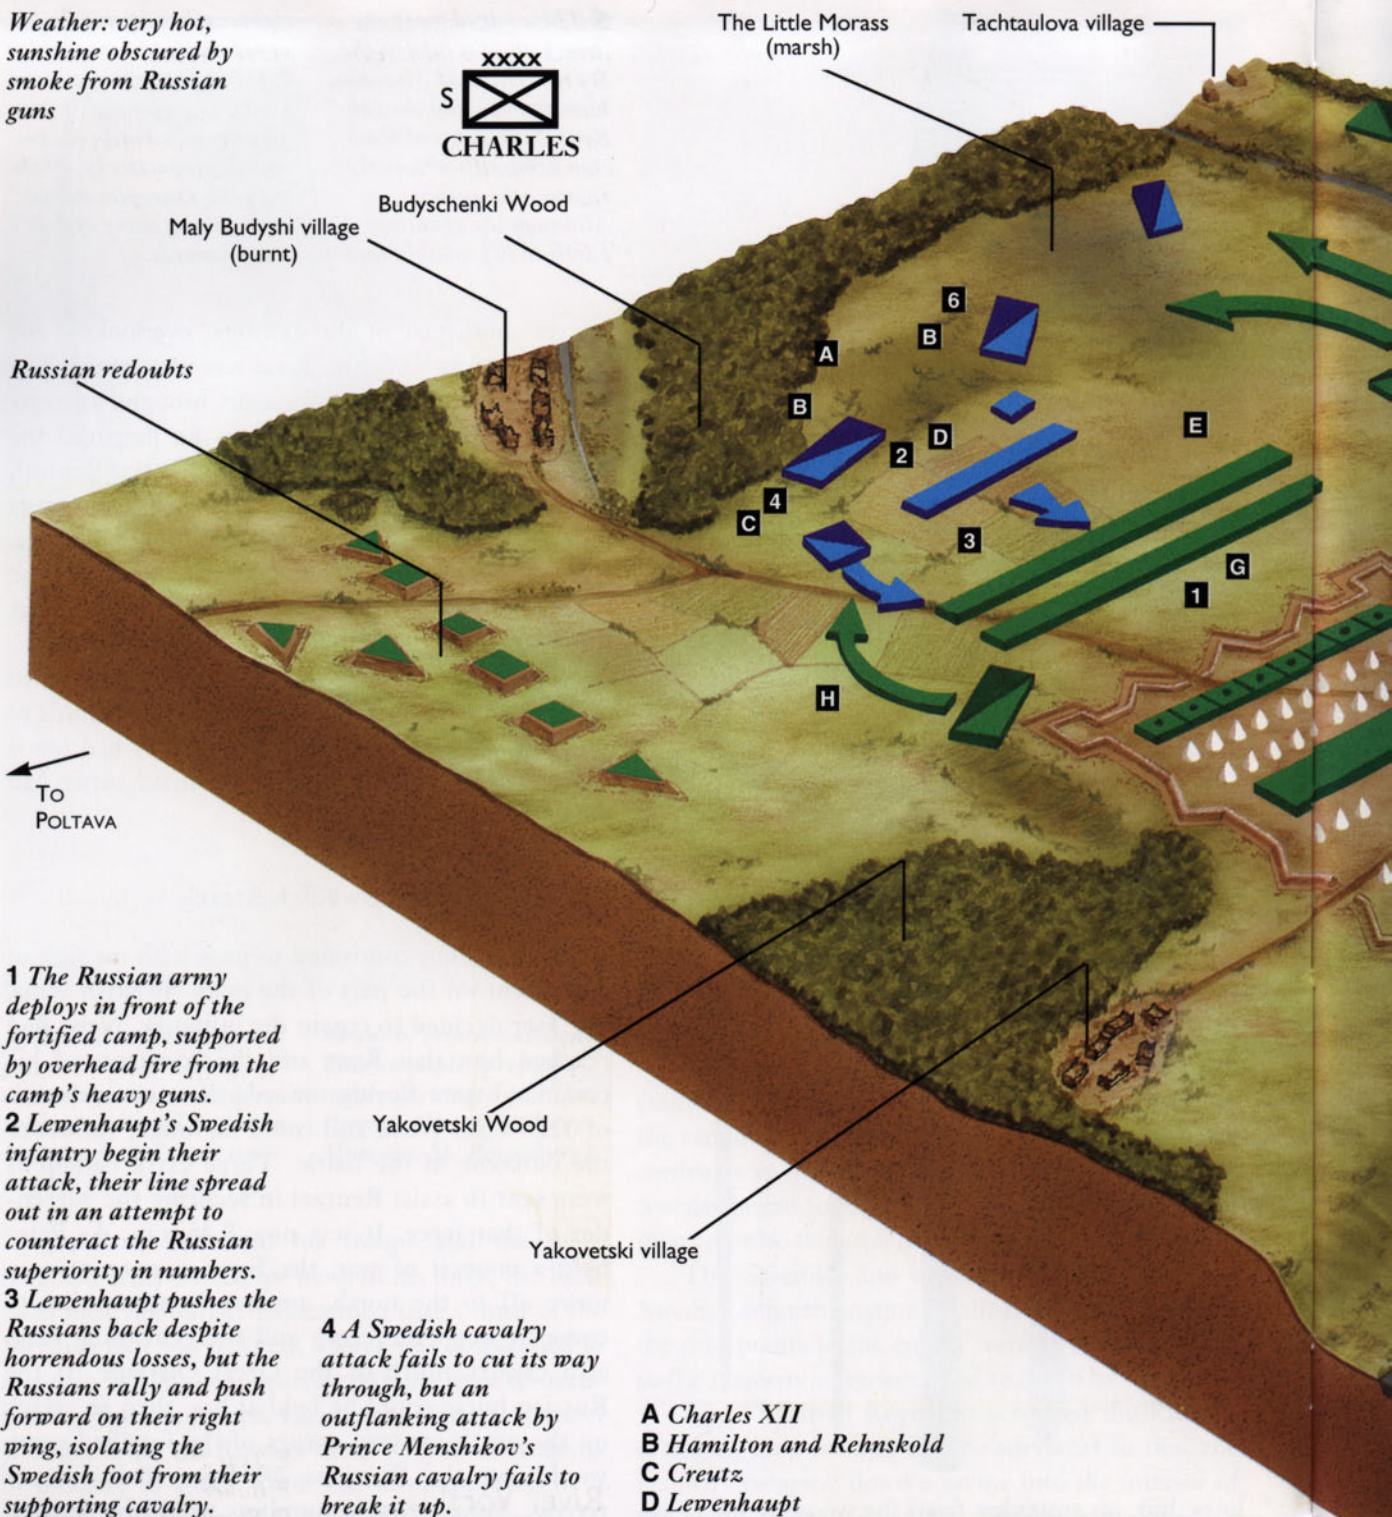 Weather: very hot,
sunshine obscured by
smoke from Russian
guns
xxxx
S
CHARLES
The Little Morass
(marsh)
Tachtaulova village
Maly Budyshi village
(burnt)
Budyschenki Wood
Russian redoubts
6
B
A
B
E
D
2
4
C
3
G
1
H
TO
POLTAVA
Yakovetski Wood
Yakovetski village
1 The Russian army
deploys in front of the
fortified camp, supported
by overhead fire from the
camp's heavy guns.
2 Lewenhaupt's Swedish
infantry begin their
attack, their line spread
out in an attempt to
counteract the Russian
superiority in numbers.
3 Lewenhaupt pushes the
Russians back despite
horrendous losses, but the
Russians rally and push
forward on their right
wing, isolating the
Swedish foot from their
supporting cavalry.
4 A Swedish cavalry
attack fails to cut its way
through, but an
outflanking attack by
Prince Menshikov's
Russian cavalry fails to
break it up.
A Charles XII
B Hamilton and Rehnskold
C Creutz
D Lewenhaupt